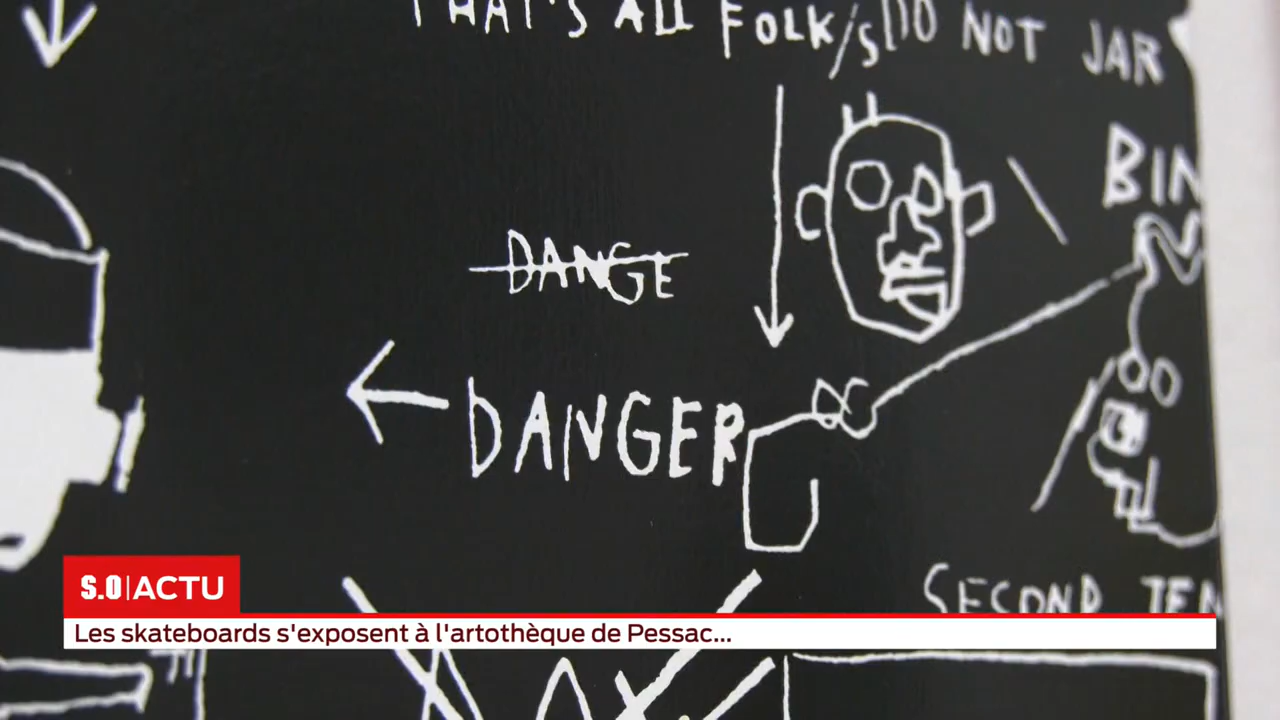 THAT'S ALL FOLK/S DO NOT JAR
BIN
DANGE
DANGER
SECOND TEN
S.O|ACTU
Les skateboards s'exposent à l'artothèque de Pessac...